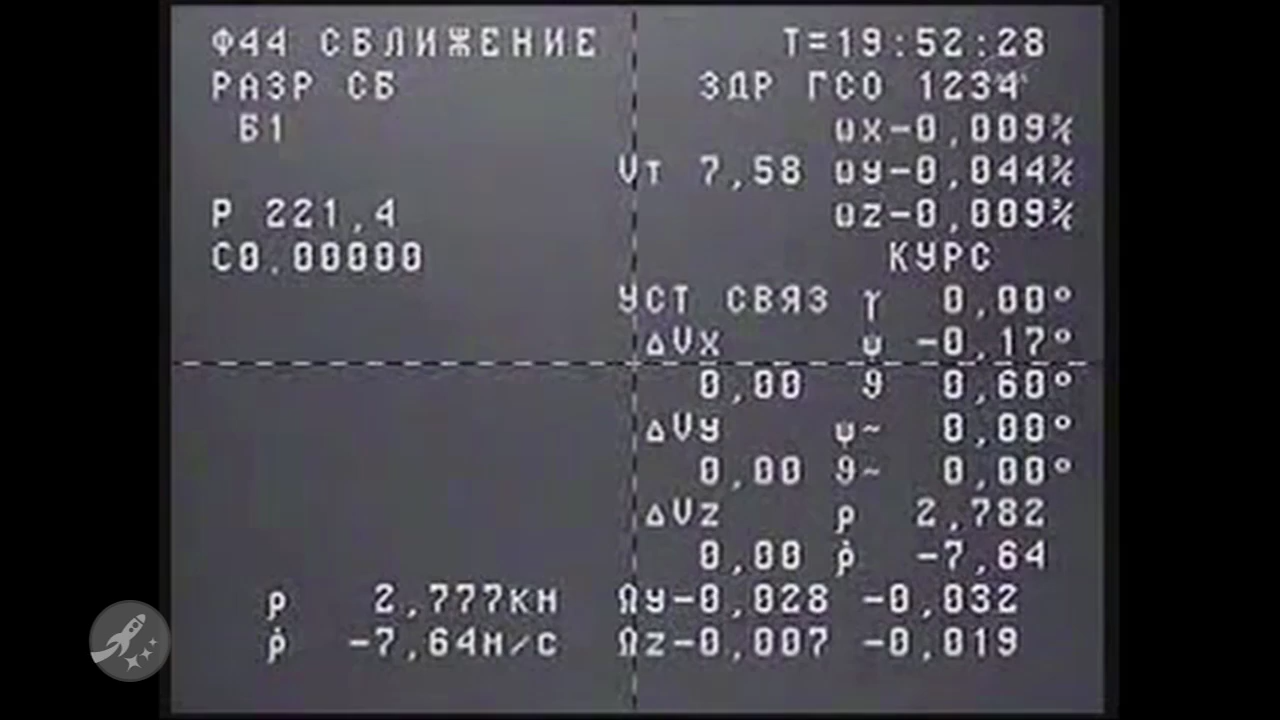 Ф44 СБЛИЖЕНИЕ T=19:52:28
РАЗР СБ ЗДР ГСО 1234
Б1 ωx-0,009%
Vт 7,58 ωy-0,044%
Р 221,4 ωz-0,009%
С0.00000 КУРС
УСТ СВЯЗ γ 0,00°
ΔVx ψ -0,17°
0,00 ϑ 0,60°
ΔVy ψ~ 0,00°
0,00 ϑ~ 0,00°
ΔVz ρ 2,782
0,00 ρ̇ -7,64
ρ 2,777км Ωy-0,028 -0,032
ρ̇ -7,64м/с Ωz-0,007 -0,019